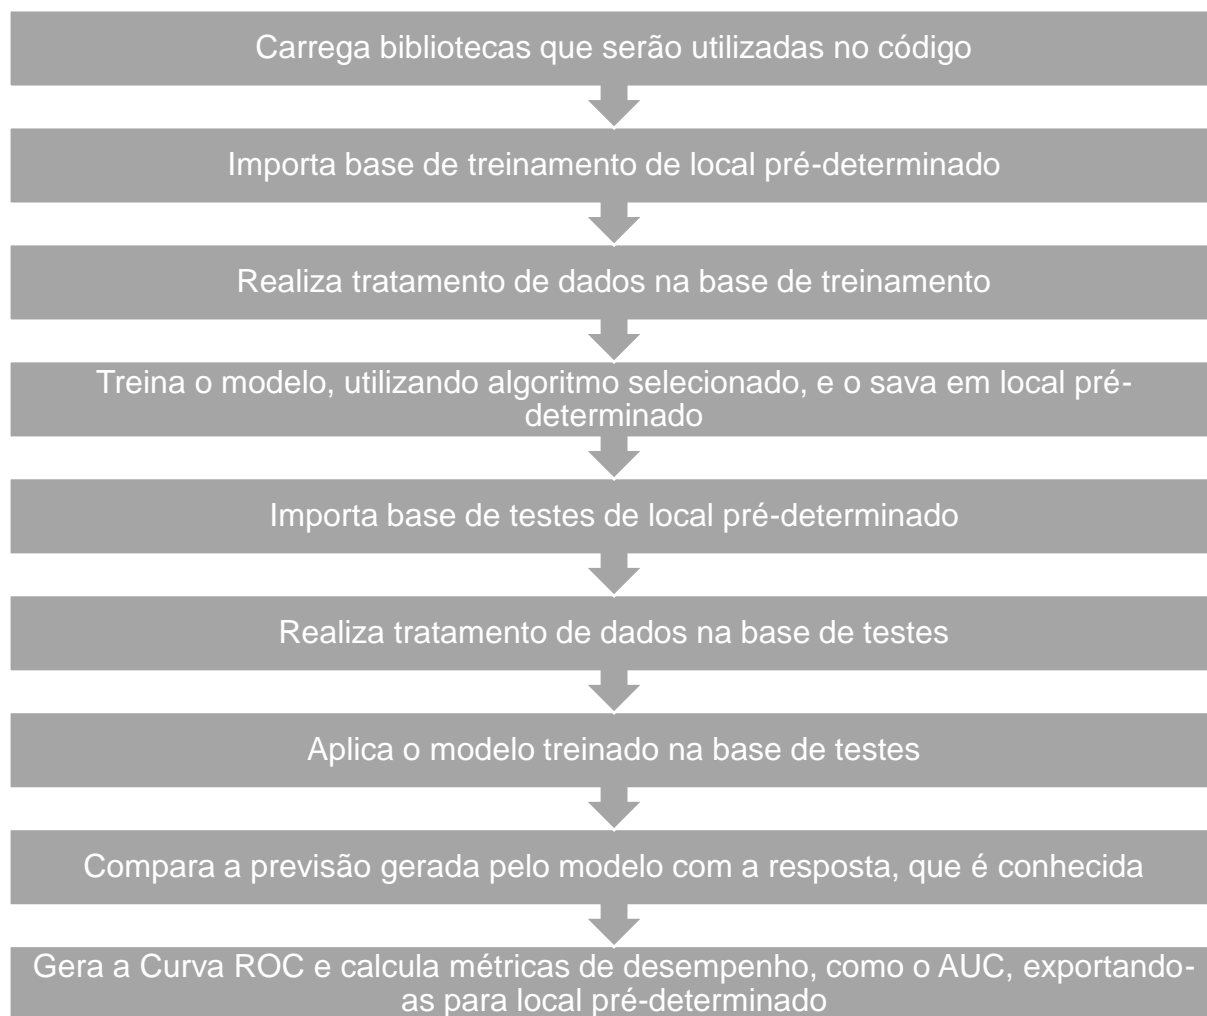 Carrega bibliotecas que serão utilizadas no código
Importa base de treinamento de local pré-determinado
Realiza tratamento de dados na base de treinamento
Treina o modelo, utilizando algoritmo selecionado, e o sava em local pré-
determinado
Importa base de testes de local pré-determinado
Realiza tratamento de dados na base de testes
Aplica o modelo treinado na base de testes
Compara a previsão gerada pelo modelo com a resposta, que é conhecida
Gera a Curva ROC e calcula métricas de desempenho, como o AUC, exportando-
as para local pré-determinado